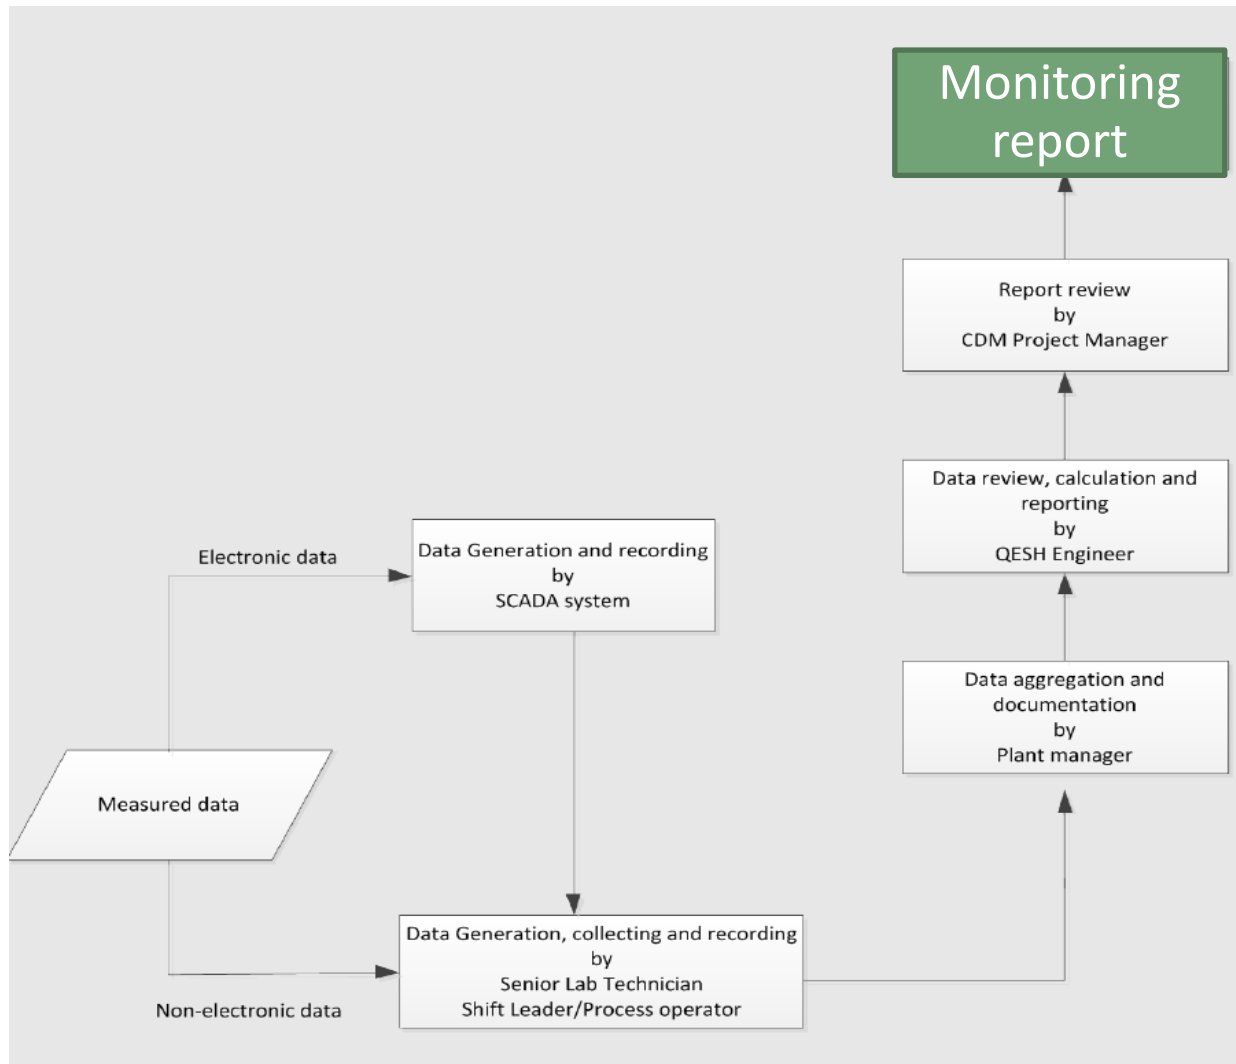 Monitoring
report
Report review
by
CDM Project Manager
Data review, calculation and
reporting
by
QESH Engineer
Electronic data
Data Generation and recording
by
SCADA system
Data aggregation and
documentation
by
Plant manager
Measured data
Data Generation, collecting and recording
by
Senior Lab Technician
Shift Leader/Process operator
Non-electronic data